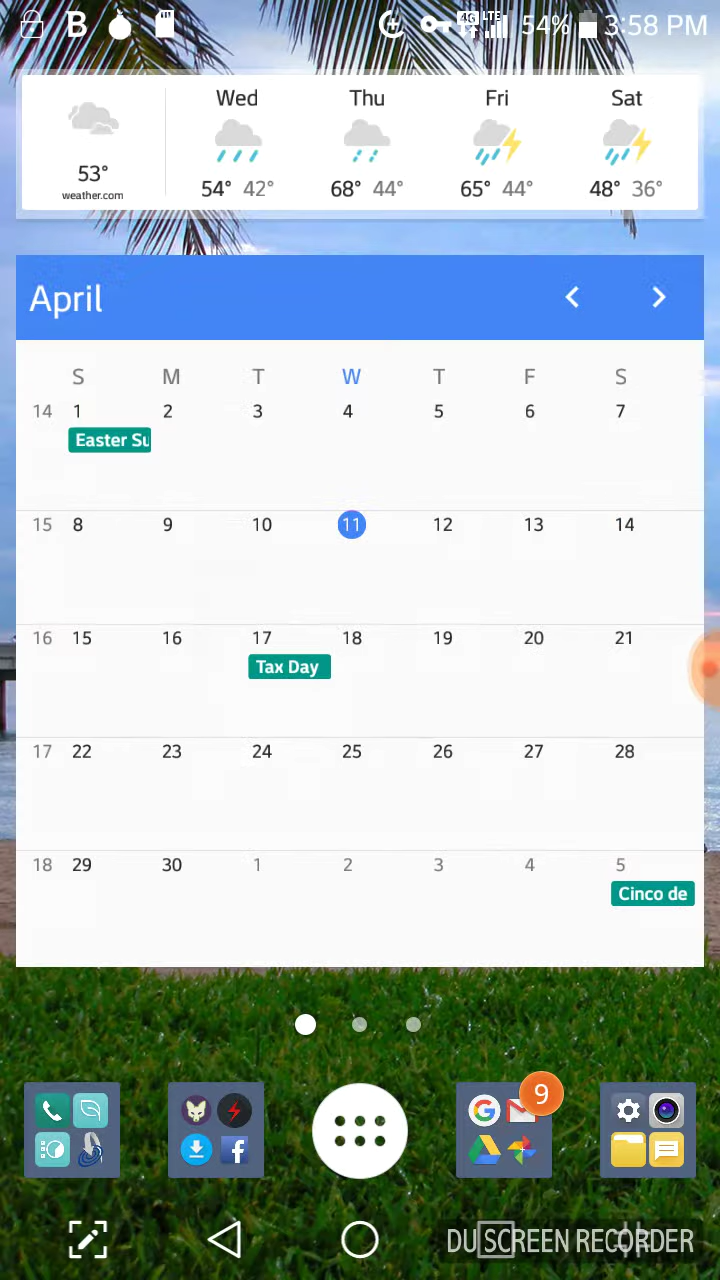 B 4G LTE 54% 3:58 PM
Wed Thu Fri Sat
53°
weather.com
54° 42° 68° 44° 65° 44° 48° 36°
April
S M T W T F S
14 1 2 3 4 5 6 7
Easter Su
15 8 9 10 11 12 13 14
16 15 16 17 18 19 20 21
Tax Day
17 22 23 24 25 26 27 28
18 29 30 1 2 3 4 5
Cinco de
9
DU SCREEN RECORDER